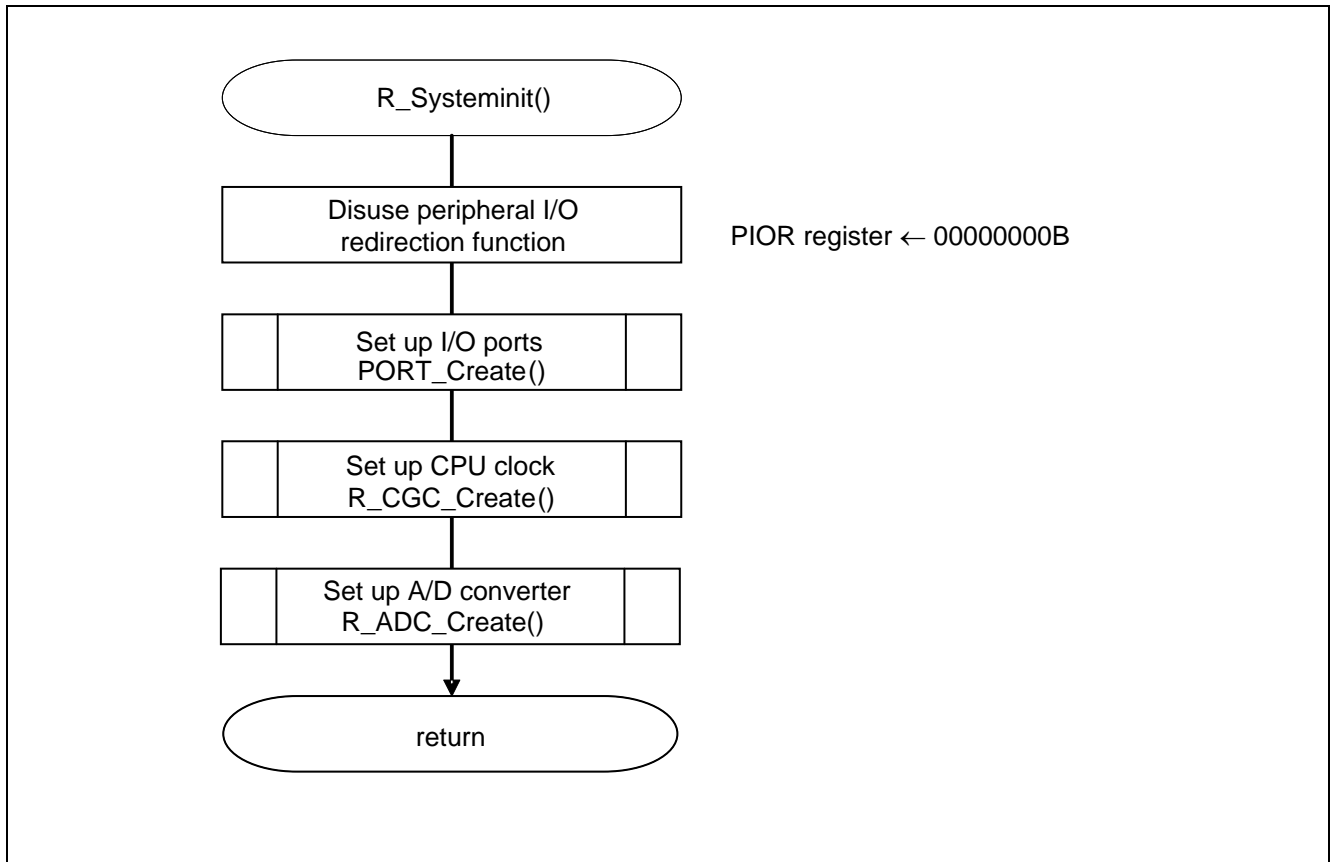 R_Systeminit()
Disuse peripheral I/O
redirection function
PIOR register ← 00000000B
Set up I/O ports
PORT_Create()
Set up CPU clock
R_CGC_Create()
Set up A/D converter
R_ADC_Create()
return